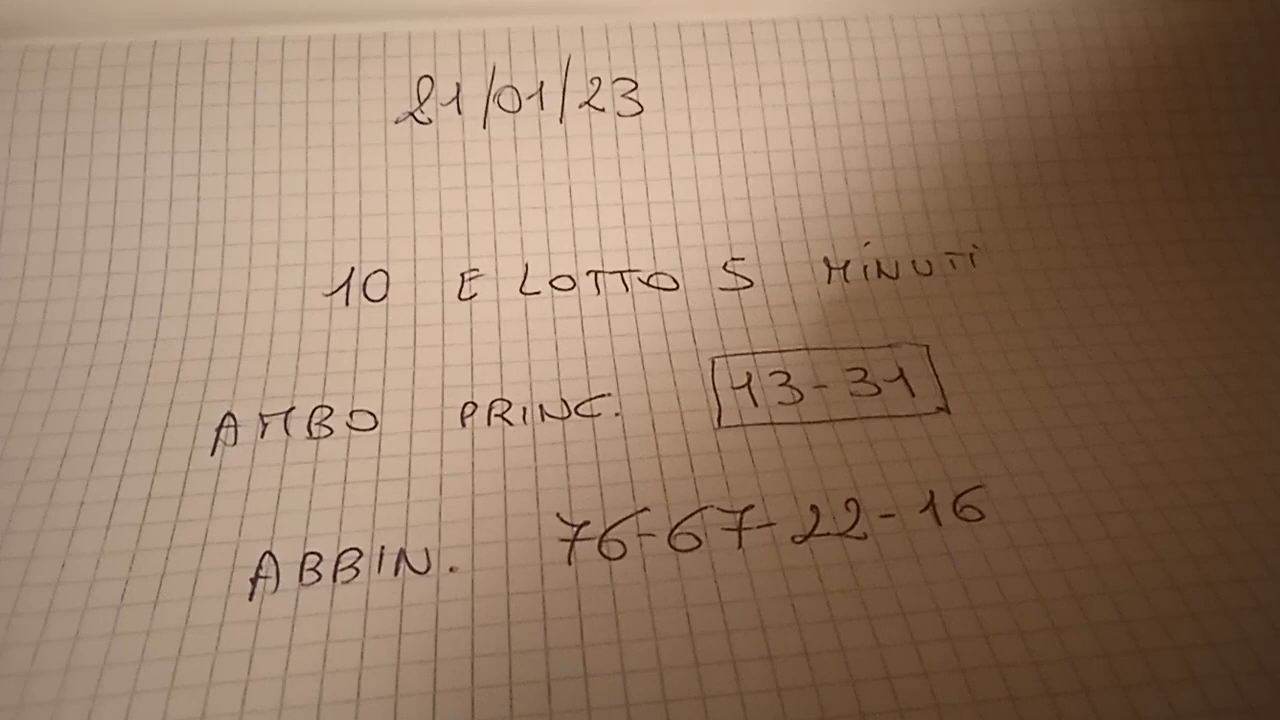 21/01/23
10 E LOTTO 5 MINUTI
AMBO PRINC. 13-31
ABBIN. 76-67-22-16